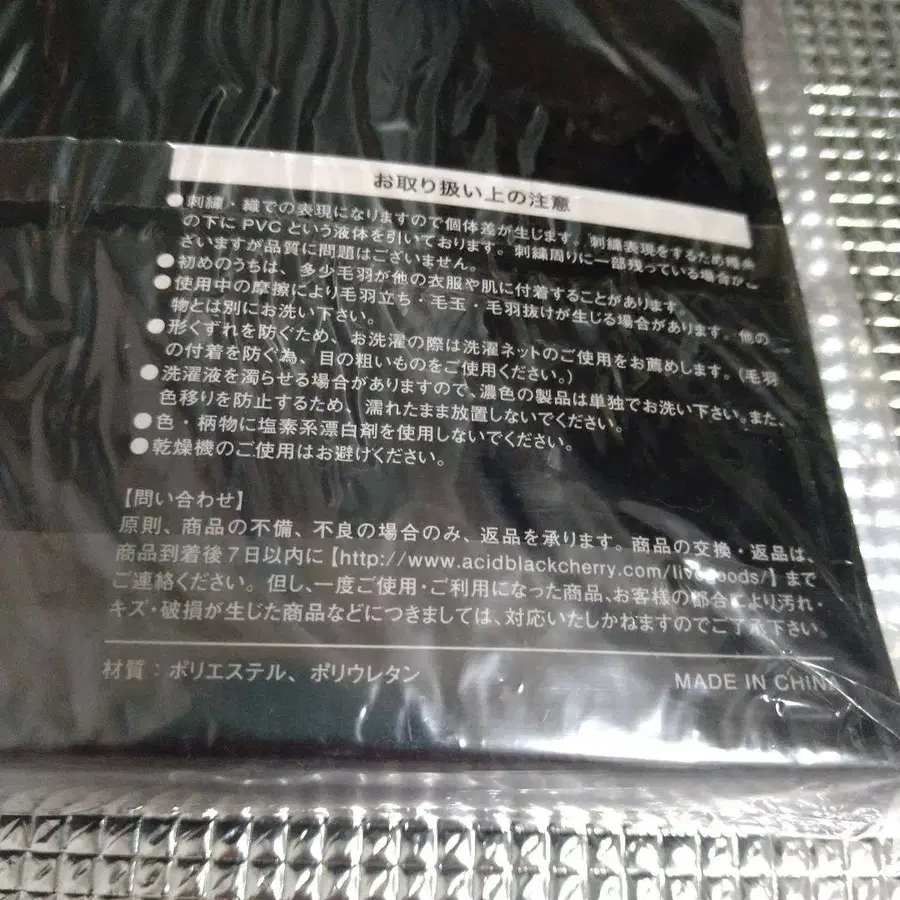 お取り扱い上の注意
●刺繍・織での表現になりますので個体差が生じます。刺繍表現をするため
の下にPVCという液体を引いております。刺繍周りに一部残っている場合がご
ざいますが品質に問題はございません。
●初めのうちは、多少毛羽が他の衣服や肌に付着することがあります。
●使用中の摩擦により毛羽立ち・毛玉・毛羽抜けが生じる場合があります。他の
物とは別にお洗い下さい。
●形くずれを防ぐため、お洗濯の際は洗濯ネットのご使用をお薦めします。(毛羽
の付着を防ぐ為、目の粗いものをご使用ください。)
●洗濯液を濁らせる場合がありますので、濃色の製品は単独でお洗い下さい。また、
色移りを防止するため、濡れたまま放置しないでください。
●色・柄物に塩素系漂白剤を使用しないでください。
●乾燥機のご使用はお避けください。
【問い合わせ】
原則、商品の不備、不良の場合のみ、返品を承ります。商品の交換・返品は、
商品到着後7日以内に【http://www.acidblackcherry.com/livegoods/】まで
ご連絡ください。但し、一度ご使用・ご利用になった商品、お客様の都合により汚れ・
キズ・破損が生じた商品などにつきましては、対応いたしかねますのでご了承下さい。
材質：ポリエステル、ポリウレタン
MADE IN CHINA